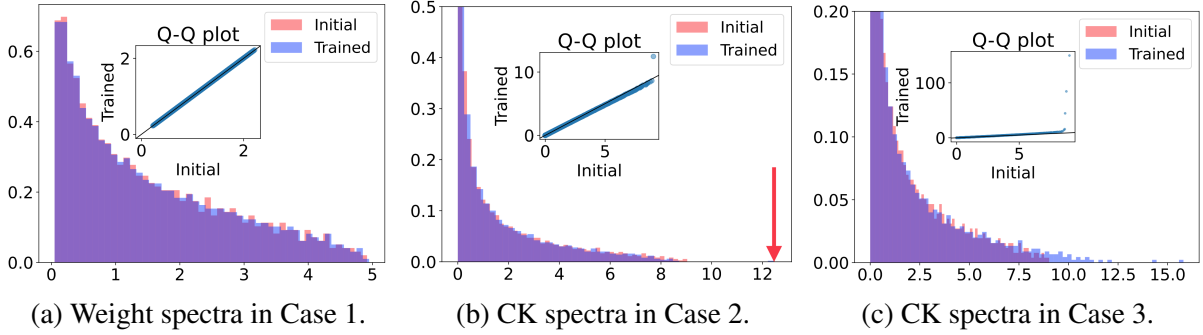 Initial
Trained
Q-Q plot
Trained
2
0
0
2
Initial
0.6
0.4
0.2
0.0
0
1
2
3
4
5
(a) Weight spectra in Case 1.
Initial
Trained
Q-Q plot
Trained
10
0
0
5
Initial
0.5
0.4
0.3
0.2
0.1
0.0
0
2
4
6
8
10
12
(b) CK spectra in Case 2.
Initial
Trained
Q-Q plot
Trained
100
0
0
5
Initial
0.20
0.15
0.10
0.05
0.00
0.0
2.5
5.0
7.5
10.0
12.5
15.0
(c) CK spectra in Case 3.